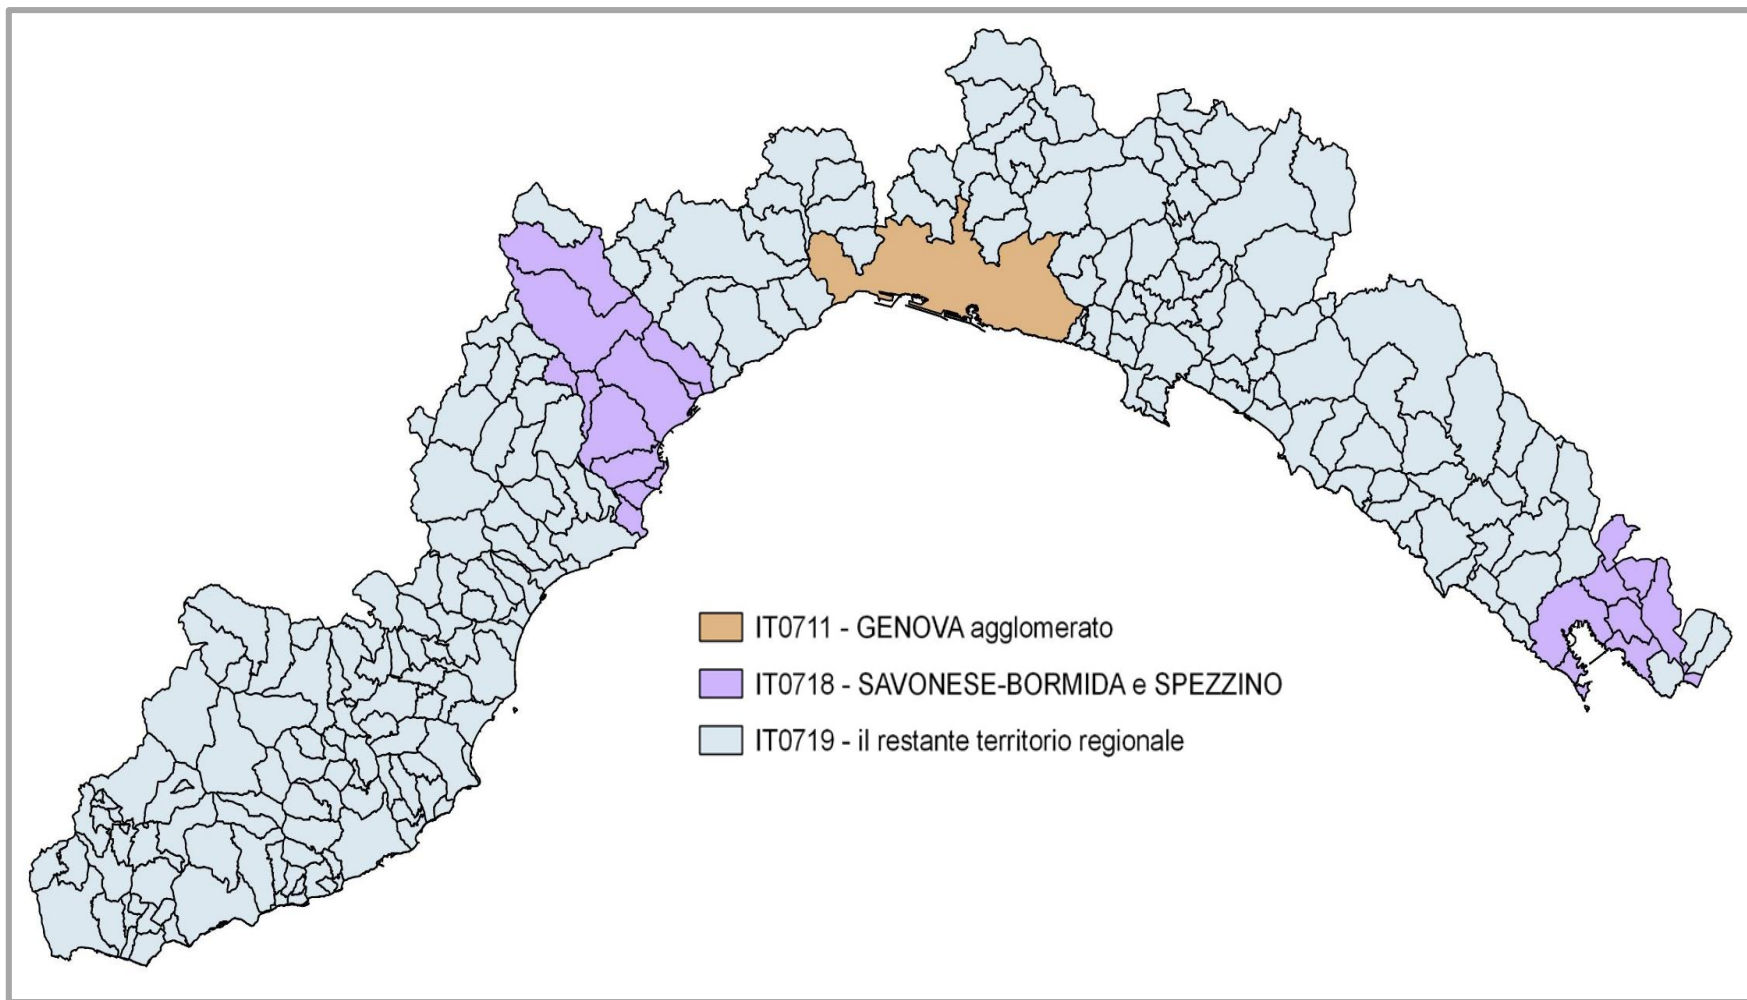 IT0711 - GENOVA agglomerato
IT0718 - SAVONESE-BORMIDA e SPEZZINO
IT0719 - il restante territorio regionale